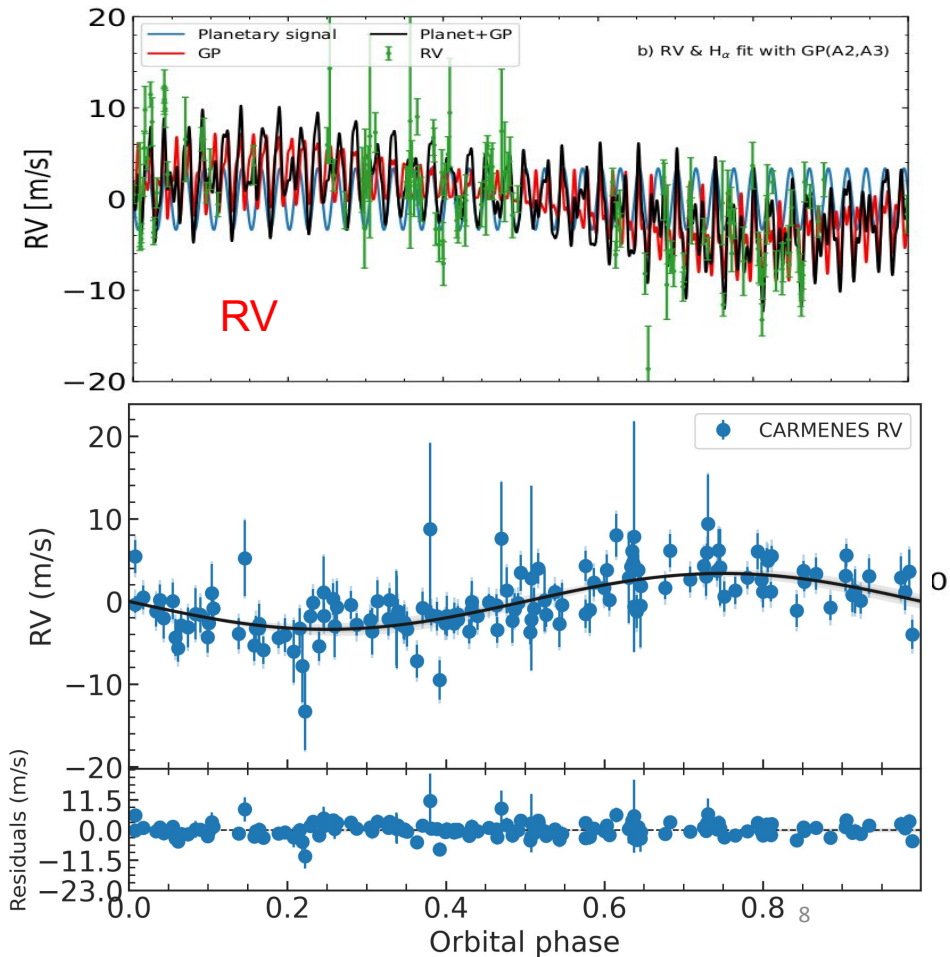 20
10
0
−10
−20
RV [m/s]
Planetary signal
GP
Planet+GP
RV
b) RV & Hα fit with GP(A2,A3)
RV
20
10
0
−10
−20
RV (m/s)
CARMENES RV
o
11.5
0.0
−11.5
−23.0
Residuals (m/s)
0.0 0.2 0.4 0.6 0.8
8
Orbital phase